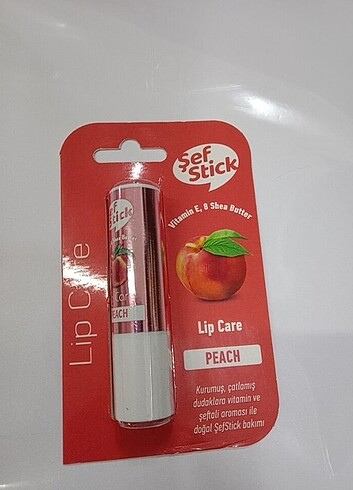 Şef
Stick
Vitamin E, & Shea Butter
Lip Care
PEACH
Kurumuş, çatlamış
dudaklara vitamin ve
şeftali aroması ile
doğal ŞefStick bakımı
Lip Care
Şef
Stick
PEACH